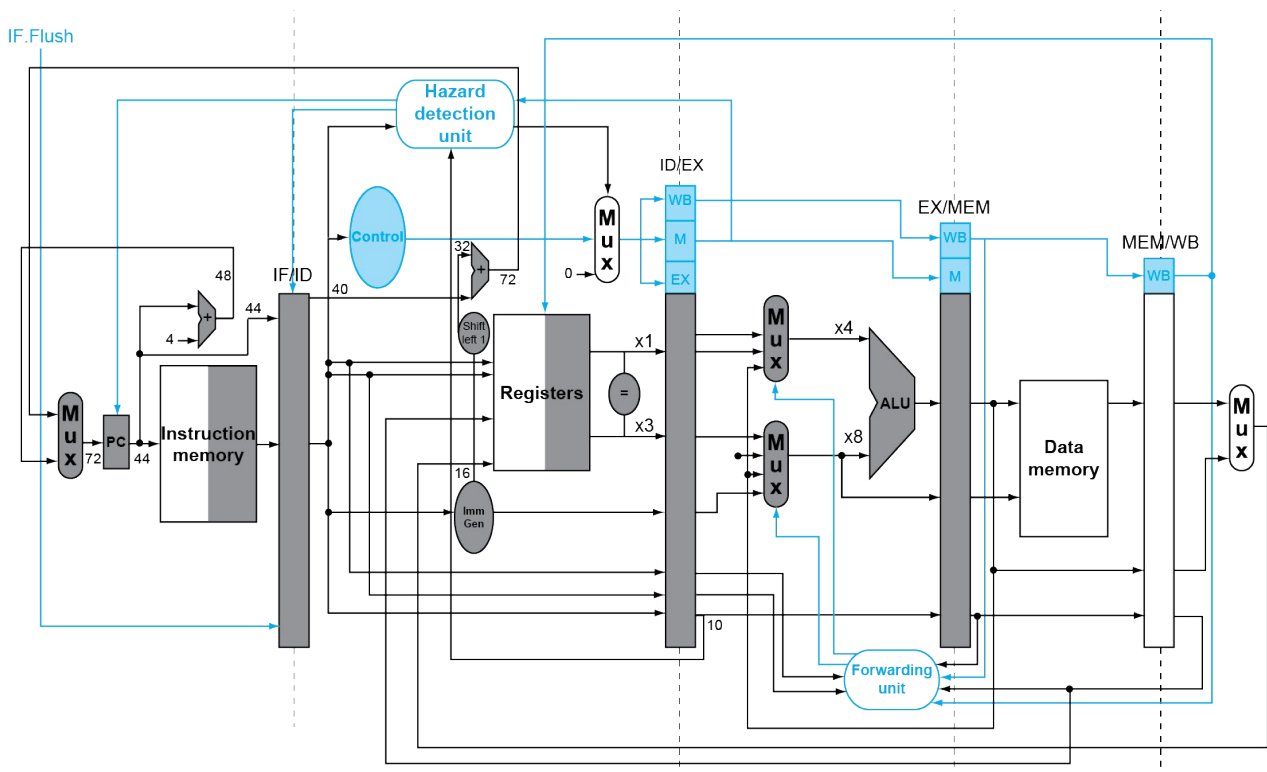 IF.Flush
Hazard
detection
unit
ID/EX
WB
M
EX
EX/MEM
WB
M
MEM/WB
WB
Control
Mux
0
32
+
72
IF/ID
40
48
44
+
4
Shift
left 1
Registers
x1
=
x3
Mux
x4
ALU
Mux
x8
Mux
72
PC
44
Instruction
memory
16
Imm
Gen
Data
memory
Mux
10
Forwarding
unit